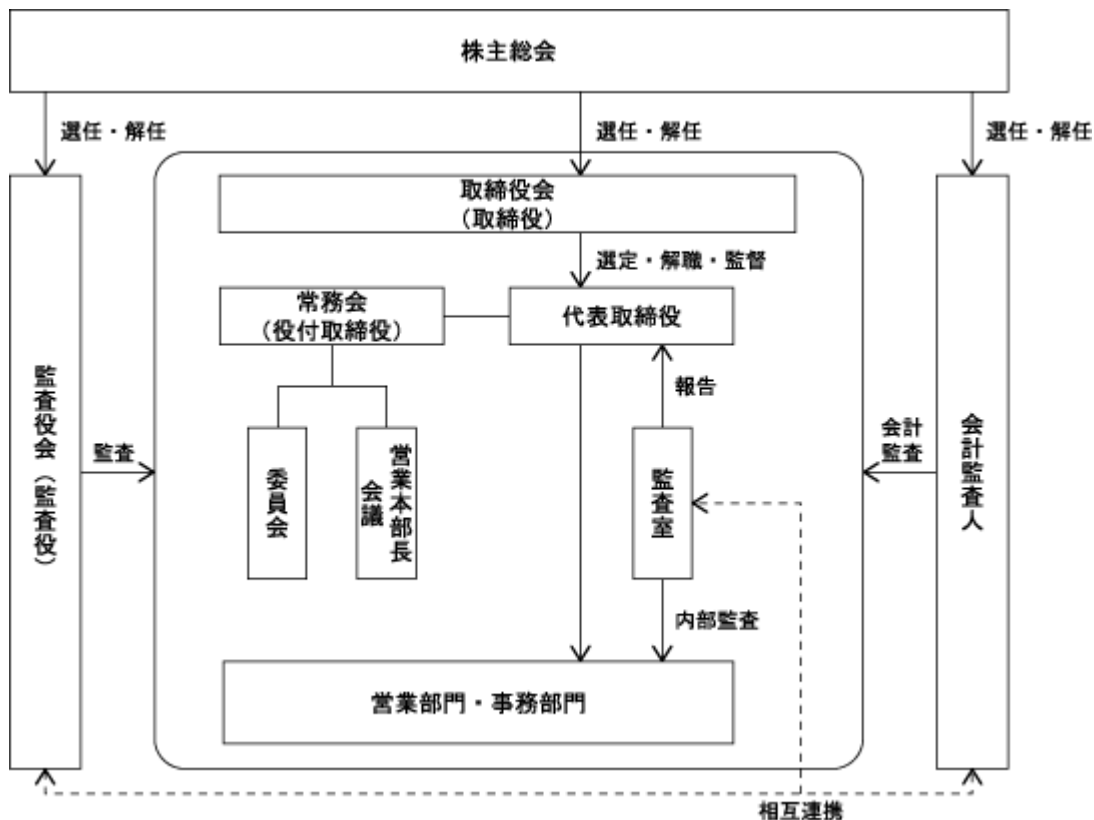 株主総会
選任・解任
選任・解任
選任・解任
取締役会
（取締役）
選定・解職・監督
常務会
（役付取締役）
代表取締役
報告
監査役会（監査役）
監査
委員会
営業本部長
会議
監査室
会計
監査
会計監査人
内部監査
営業部門・事務部門
相互連携